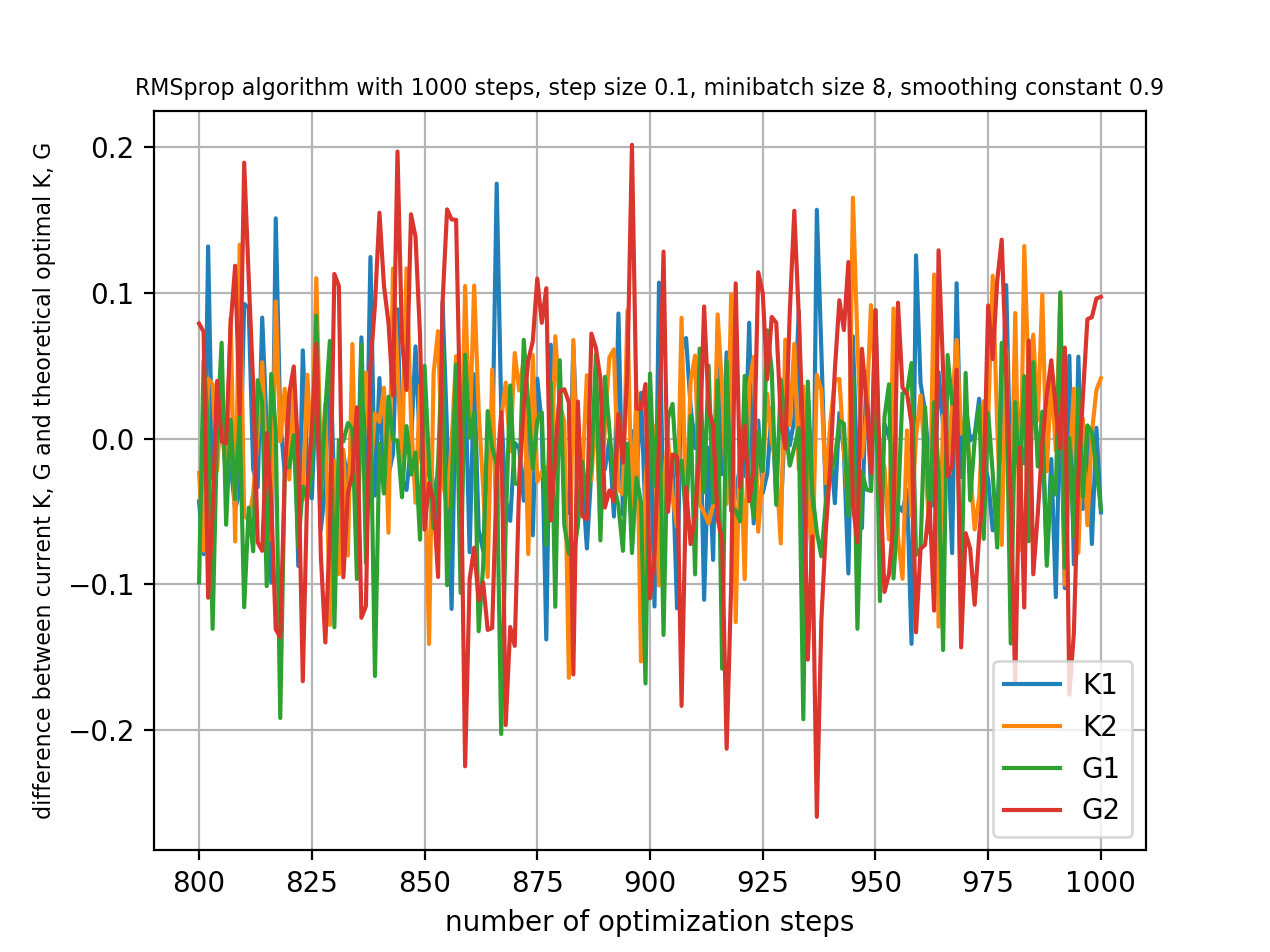 RMSprop algorithm with 1000 steps, step size 0.1, minibatch size 8, smoothing constant 0.9
difference between current K, G and theoretical optimal K, G
0.2
0.1
0.0
−0.1
−0.2
K1
K2
G1
G2
800 825 850 875 900 925 950 975 1000
number of optimization steps